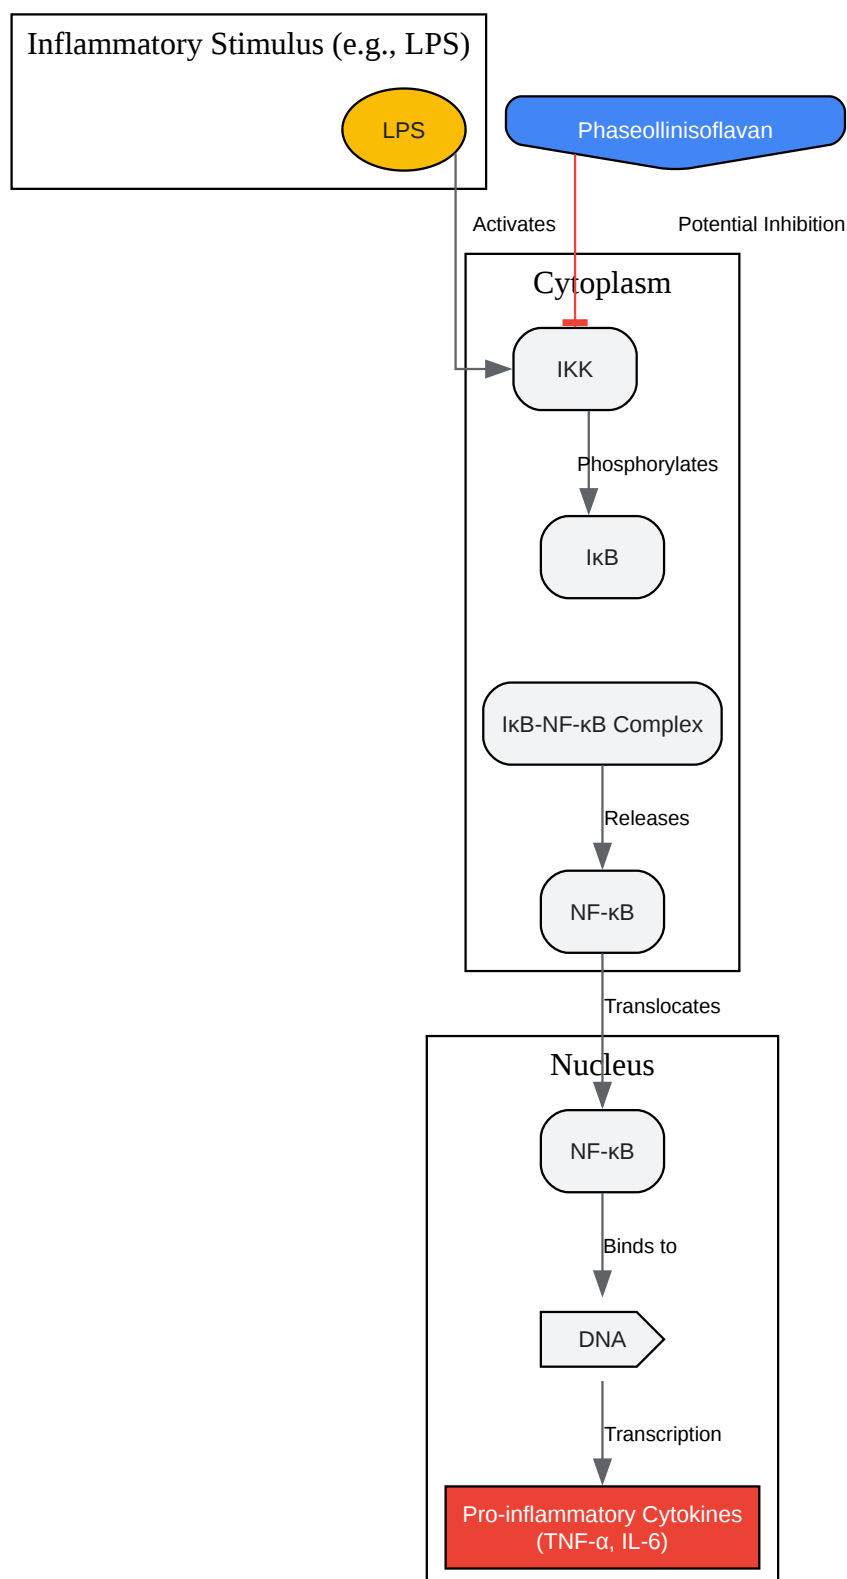 Inflammatory Stimulus (e.g., LPS)
LPS
Phaseollinisoflavan
Activates
Potential Inhibition
Cytoplasm
IKK
Phosphorylates
IκB
IκB-NF-κB Complex
Releases
NF-κB
Translocates
Nucleus
NF-κB
Binds to
DNA
Transcription
Pro-inflammatory Cytokines
(TNF-α, IL-6)